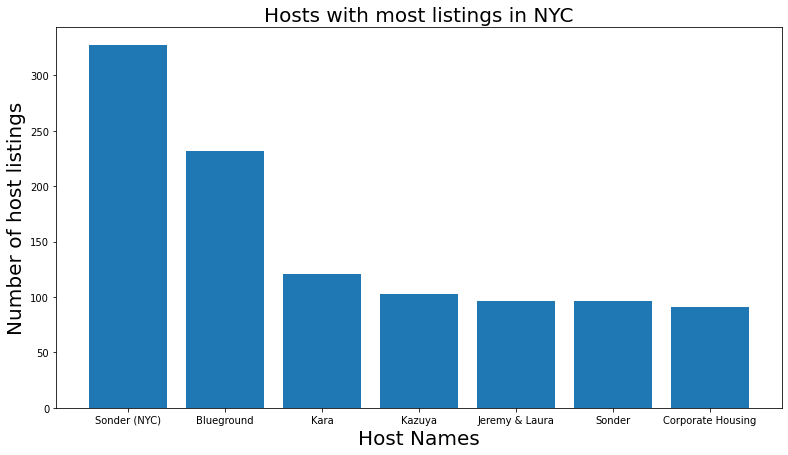 Hosts with most listings in NYC
Number of host listings
300
250
200
150
100
50
0
Sonder (NYC) Blueground Kara Kazuya Jeremy & Laura Sonder Corporate Housing
Host Names